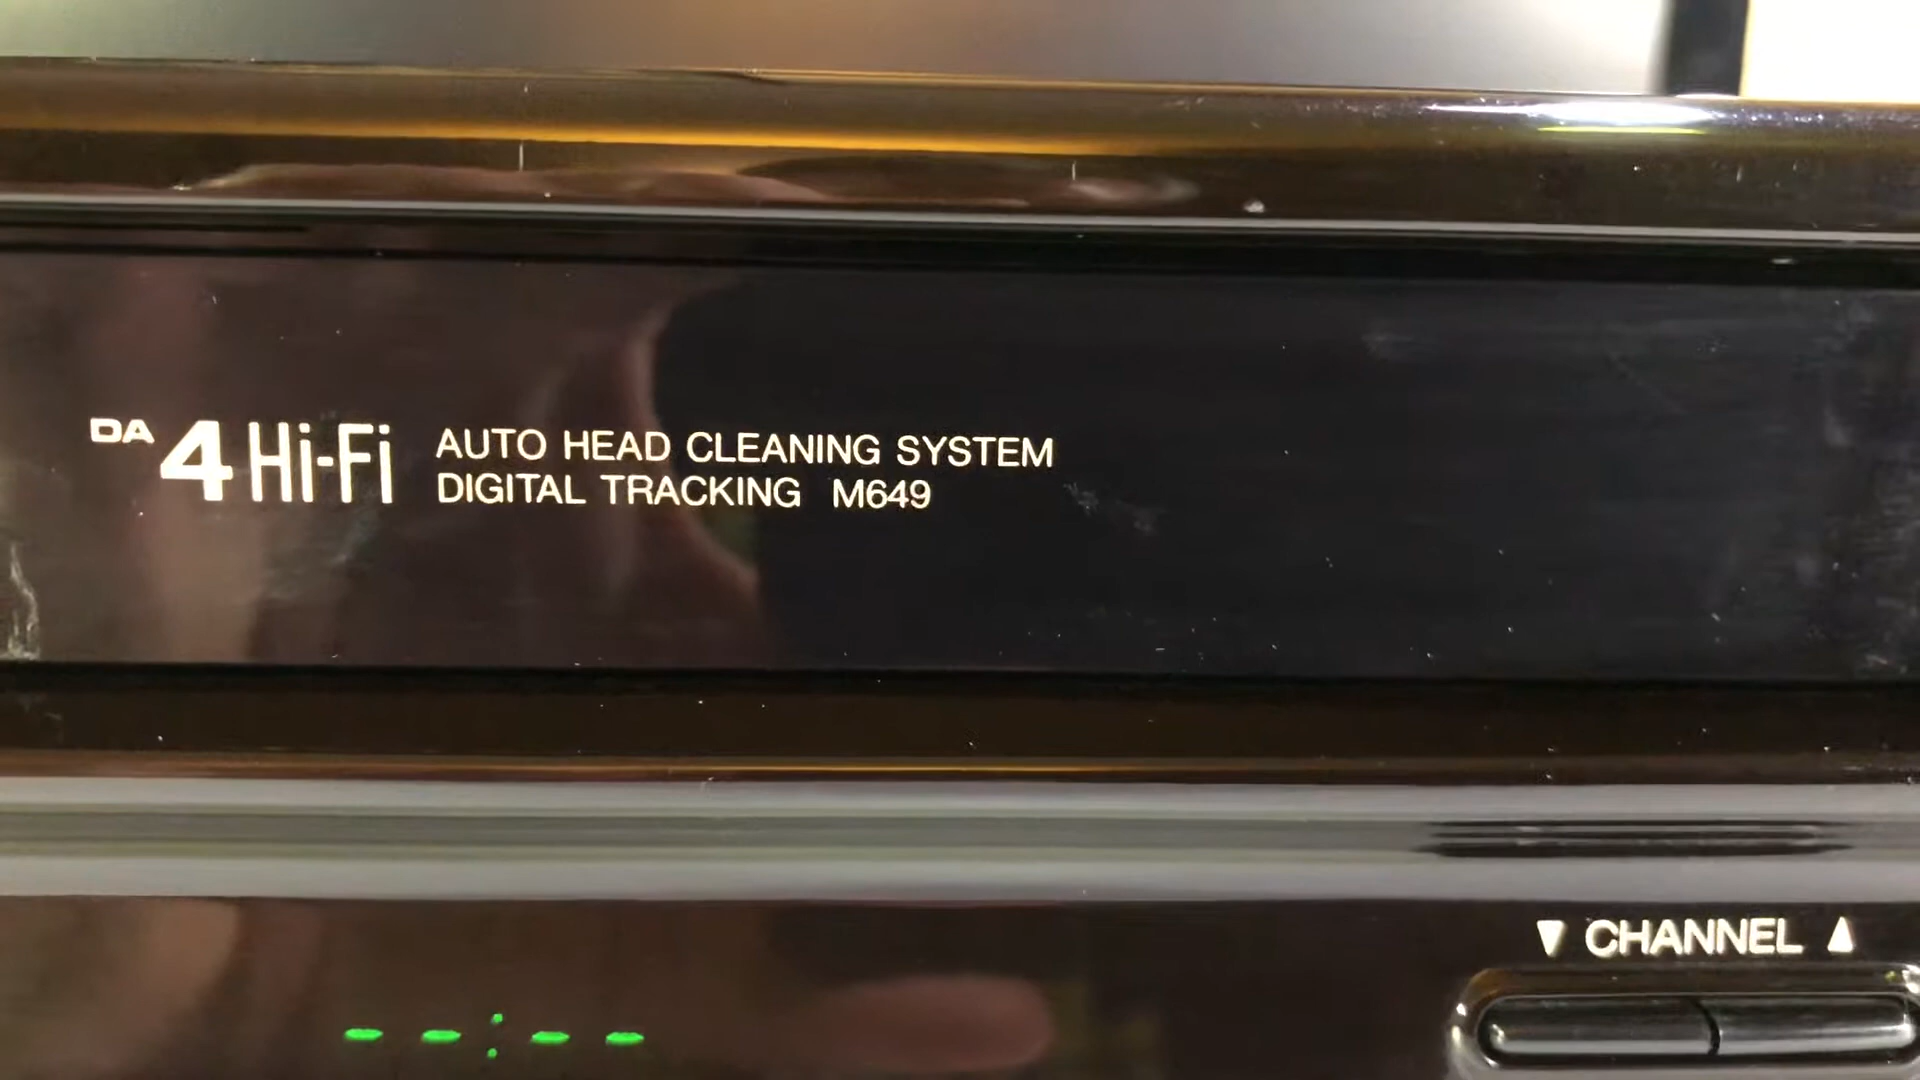 DA 4 Hi-Fi
AUTO HEAD CLEANING SYSTEM
DIGITAL TRACKING M649
▼ CHANNEL ▲
--:--